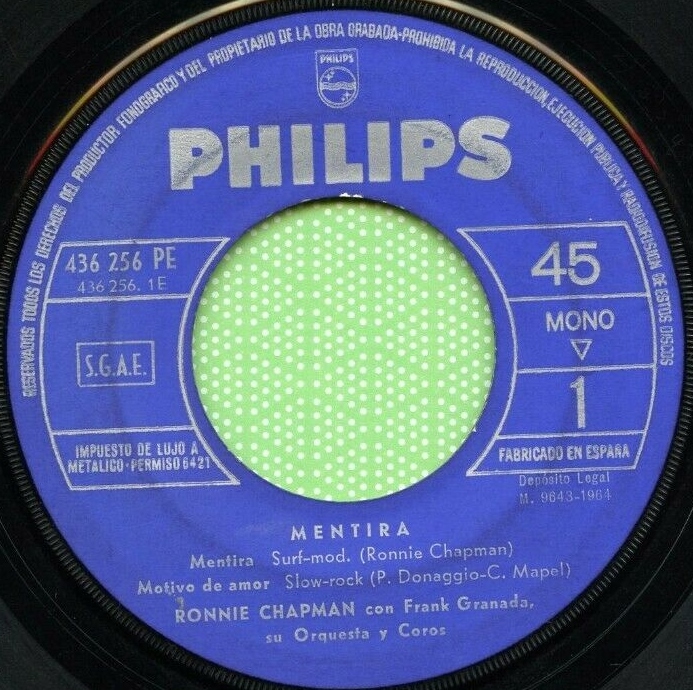 RESERVADOS TODOS LOS DERECHOS DEL PRODUCTOR FONOGRAFICO Y DEL PROPIETARIO DE LA OBRA GRABADA-PROHIBIDA LA REPRODUCCION, EJECUCION PUBLICA Y RADIODIFUSION DE ESTOS DISCOS
PHILIPS
PHILIPS
436 256 PE
436 256. 1E
S.G.A.E.
IMPUESTO DE LUJO A
METALICO-PERMISO 6421
45
MONO
▽
1
FABRICADO EN ESPAÑA
Depósito Legal
M. 9643-1964
MENTIRA
Mentira Surf-mod. (Ronnie Chapman)
Motivo de amor Slow-rock (P. Donaggio-C. Mapel)
RONNIE CHAPMAN con Frank Granada,
su Orquesta y Coros